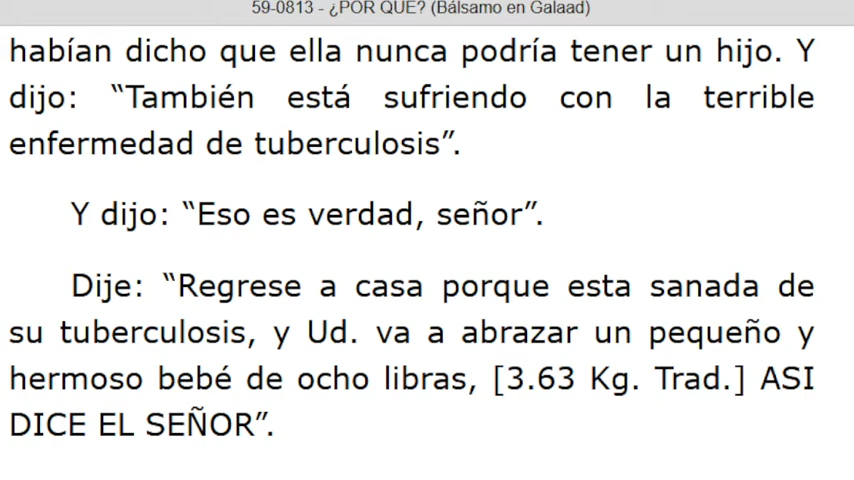 59-0813 - ¿POR QUE? (Bálsamo en Galaad)
habían dicho que ella nunca podría tener un hijo. Y
dijo: “También está sufriendo con la terrible
enfermedad de tuberculosis”.
Y dijo: “Eso es verdad, señor”.
Dije: “Regrese a casa porque esta sanada de
su tuberculosis, y Ud. va a abrazar un pequeño y
hermoso bebé de ocho libras, [3.63 Kg. Trad.] ASI
DICE EL SEÑOR”.